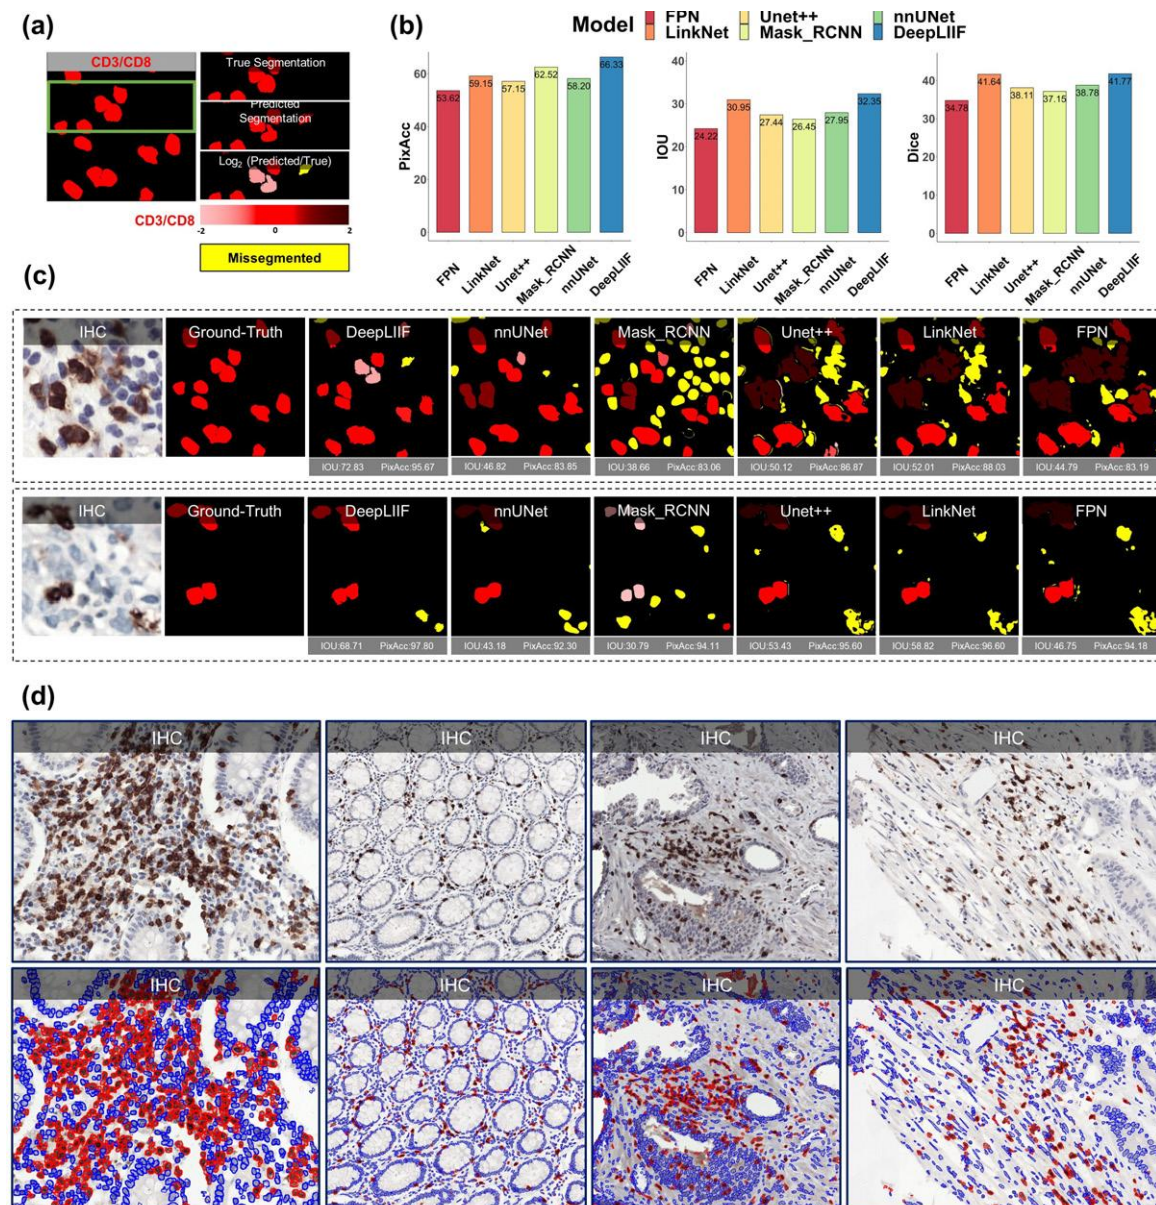 (a)
CD3/CD8
True Segmentation
Predicted
Segmentation
Log2 (Predicted/True)
CD3/CD8
-2 0 2
Missegmented
(b)
Model FPN Unet++ nnUNet
LinkNet Mask_RCNN DeepLIIF
PixAcc
60
40
20
0
53.62 59.15 57.15 62.52 58.20 66.33
FPN LinkNet Unet++ Mask_RCNN nnUNet DeepLIIF
IOU
40
30
20
10
0
24.22 30.95 27.44 26.45 27.95 32.35
FPN LinkNet Unet++ Mask_RCNN nnUNet DeepLIIF
Dice
40
20
0
34.78 41.64 38.11 37.15 38.78 41.77
FPN LinkNet Unet++ Mask_RCNN nnUNet DeepLIIF
(c)
IHC Ground-Truth DeepLIIF nnUNet Mask_RCNN Unet++ LinkNet FPN
IOU:72.83 PixAcc:95.67 IOU:46.82 PixAcc:83.85 IOU:38.66 PixAcc:83.06 IOU:50.12 PixAcc:86.87 IOU:52.01 PixAcc:88.03 IOU:44.79 PixAcc:83.19
IHC Ground-Truth DeepLIIF nnUNet Mask_RCNN Unet++ LinkNet FPN
IOU:68.71 PixAcc:97.80 IOU:43.18 PixAcc:92.30 IOU:30.79 PixAcc:94.11 IOU:53.43 PixAcc:95.60 IOU:58.82 PixAcc:96.60 IOU:46.75 PixAcc:94.18
(d)
IHC IHC IHC IHC
IHC IHC IHC IHC